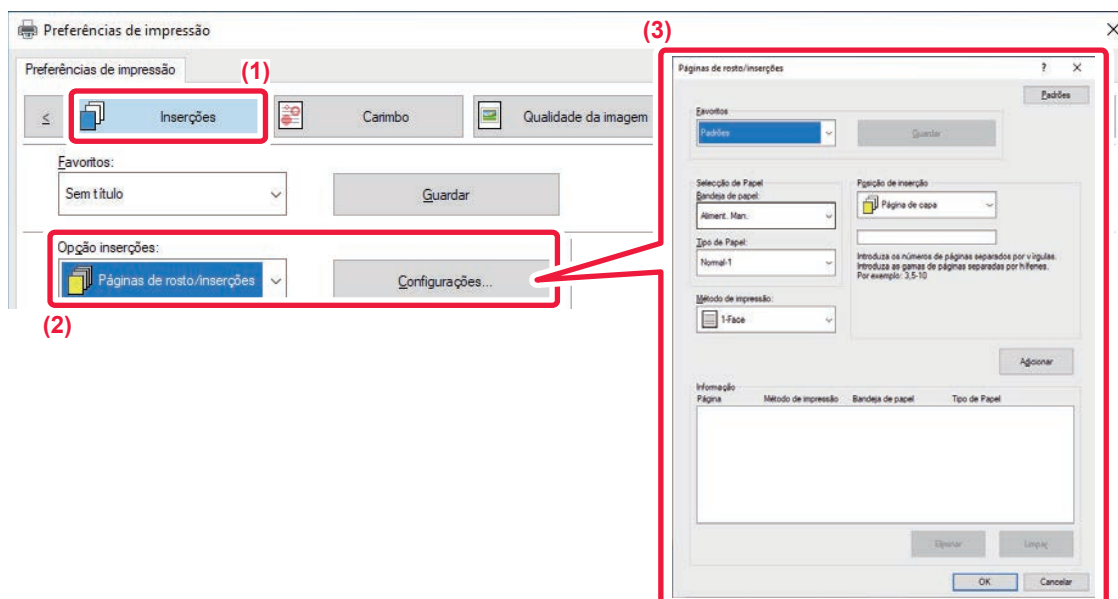 Preferências de impressão
(3)
Preferências de impressão
(1)
≤
Inserções
Carimbo
Qualidade da imagem
Favoritos:
Sem título
Guardar
Opção inserções:
Páginas de rosto/inserções
Configurações...
(2)
Páginas de rosto/inserções
?
Padrões
Favoritos
Padrões
Guardar
Selecção de Papel
Bandeja de papel:
Aliment. Man.
Tipo de Papel:
Normal-1
Método de impressão:
1-Face
Posição de inserção
Página de capa
Introduza os números de páginas separados por vírgulas.
Introduza as gamas de páginas separadas por hífenes.
Por exemplo: 3,5-10
Adicionar
Informação
Página Método de impressão Bandeja de papel Tipo de Papel
Eliminar
Limpar
OK
Cancelar